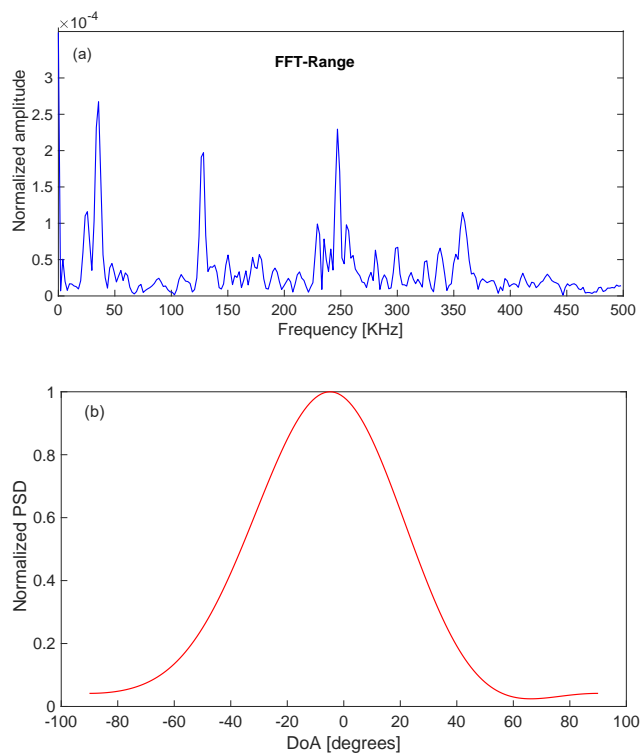 ×10-4
(a)
FFT-Range
Normalized amplitude
3
2.5
2
1.5
1
0.5
0
0 50 100 150 200 250 300 350 400 450 500
Frequency [KHz]
(b)
Normalized PSD
1
0.8
0.6
0.4
0.2
0
-100 -80 -60 -40 -20 0 20 40 60 80 100
DoA [degrees]